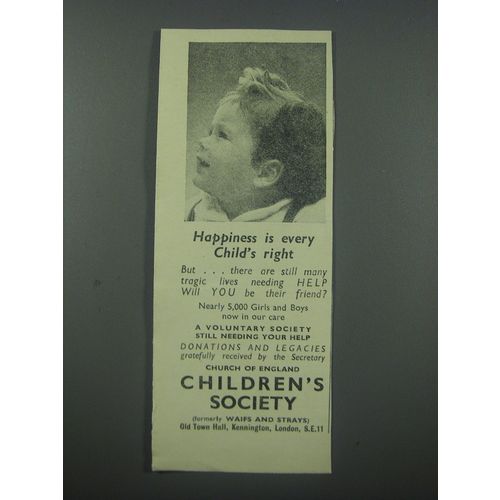 Happiness is every
Child's right
But . . . there are still many
tragic lives needing HELP
Will YOU be their friend?
Nearly 5,000 Girls and Boys
now in our care
A VOLUNTARY SOCIETY
STILL NEEDING YOUR HELP
DONATIONS AND LEGACIES
gratefully received by the Secretary
CHURCH OF ENGLAND
CHILDREN'S
SOCIETY
(formerly WAIFS AND STRAYS)
Old Town Hall, Kennington, London, S.E.11